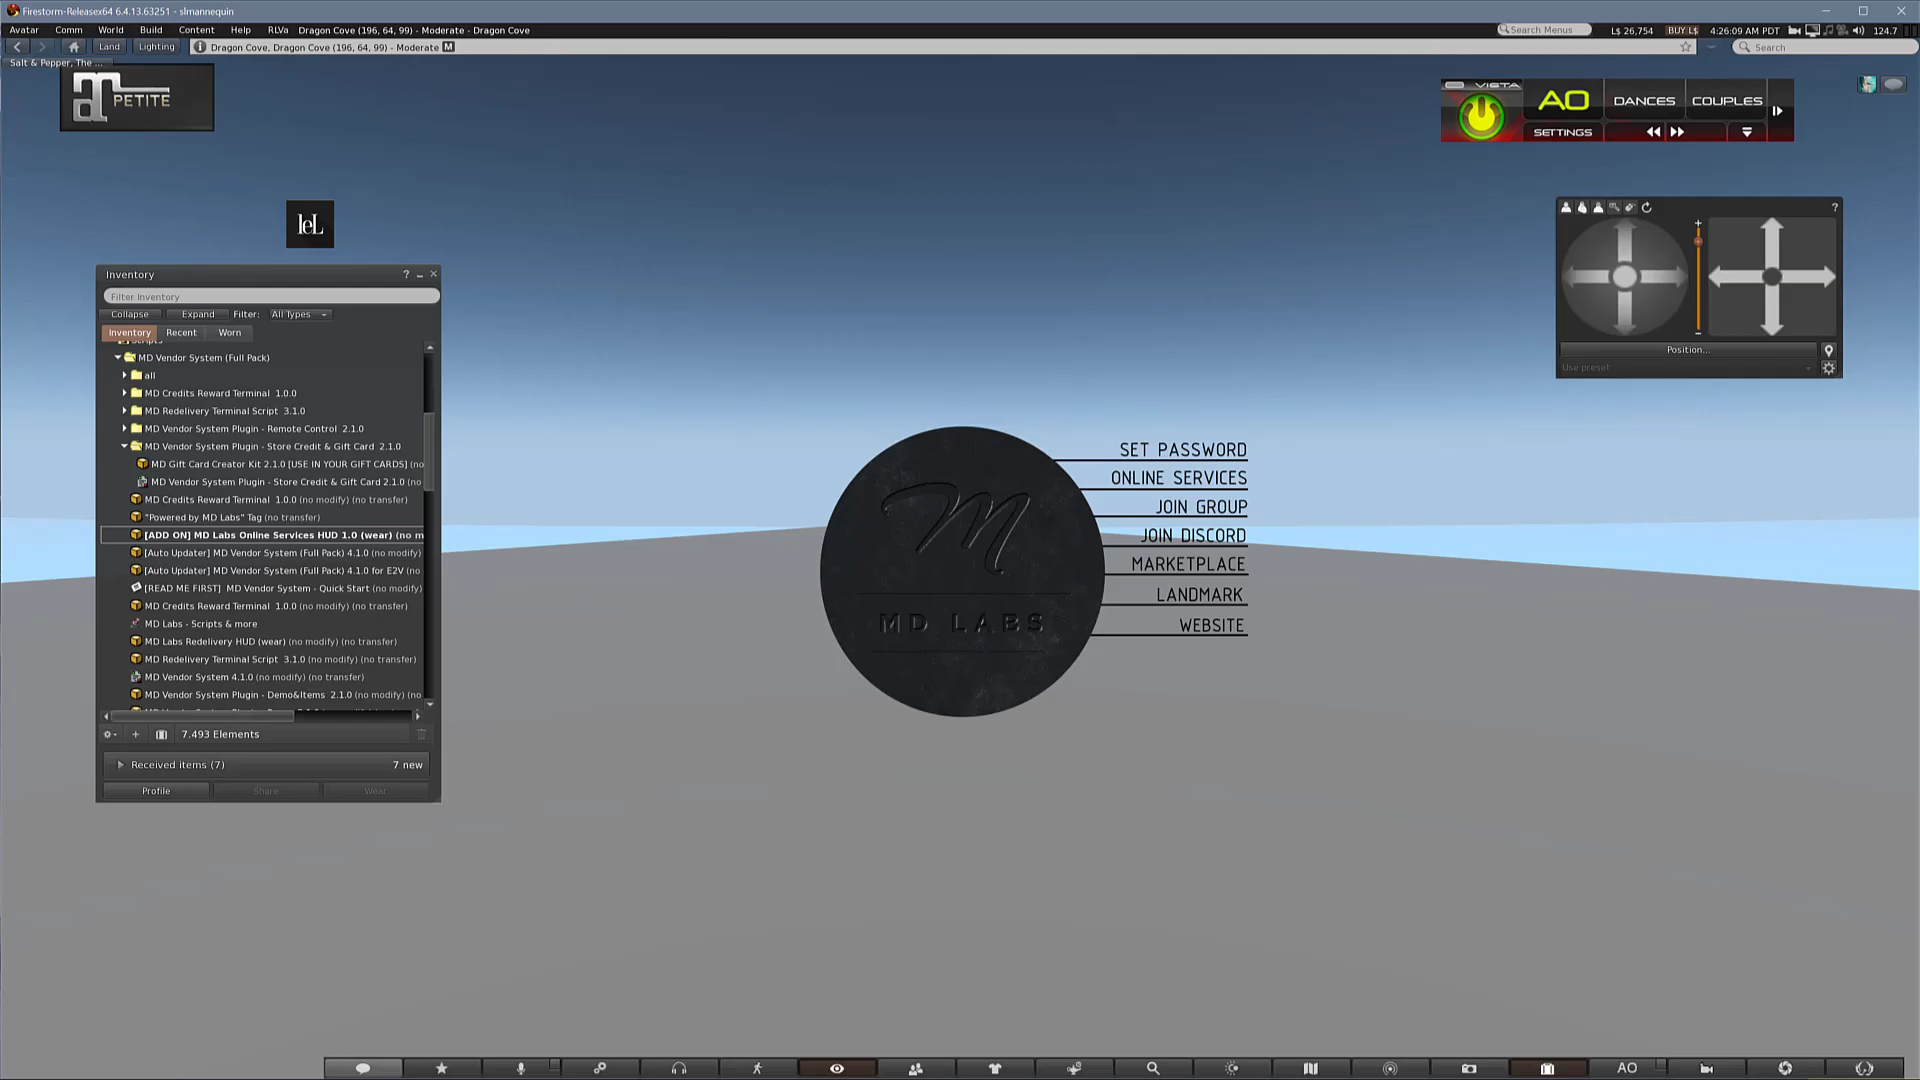 Firestorm-Releasex64 6.4.13.63251 - slmannequin
Avatar Comm World Build Content Help RLVa Dragon Cove, Dragon Cove (196, 64, 99) - Moderate - Dragon Cove
Search Menus L$ 26,754 BUY L$ 4:26:09 AM PDT 124.7
Land Lighting Dragon Cove, Dragon Cove (196, 64, 99) - Moderate M
Search
Salt & Pepper, The ...
PETITE
VISTA
AO DANCES COUPLES
SETTINGS
leL
?
Position...
Use preset
Inventory ?
Filter Inventory
Collapse Expand Filter: All Types
Inventory Recent Worn
Scripts
MD Vendor System (Full Pack)
all
MD Credits Reward Terminal 1.0.0
MD Redelivery Terminal Script 3.1.0
MD Vendor System Plugin - Remote Control 2.1.0
MD Vendor System Plugin - Store Credit & Gift Card 2.1.0
MD Gift Card Creator Kit 2.1.0 [USE IN YOUR GIFT CARDS] (no
MD Vendor System Plugin - Store Credit & Gift Card 2.1.0 (no
MD Credits Reward Terminal 1.0.0 (no modify) (no transfer)
"Powered by MD Labs" Tag (no transfer)
[ADD ON] MD Labs Online Services HUD 1.0 (wear) (no m
[Auto Updater] MD Vendor System (Full Pack) 4.1.0 (no modify)
[Auto Updater] MD Vendor System (Full Pack) 4.1.0 for E2V (no
[READ ME FIRST] MD Vendor System - Quick Start (no modify)
MD Credits Reward Terminal 1.0.0 (no modify) (no transfer)
MD Labs - Scripts & more
MD Labs Redelivery HUD (wear) (no modify) (no transfer)
MD Redelivery Terminal Script 3.1.0 (no modify) (no transfer)
MD Vendor System 4.1.0 (no modify) (no transfer)
MD Vendor System Plugin - Demo&Items 2.1.0 (no modify) (no
7,493 Elements
Received items (7) 7 new
Profile Share Wear
M
MD LABS
SET PASSWORD
ONLINE SERVICES
JOIN GROUP
JOIN DISCORD
MARKETPLACE
LANDMARK
WEBSITE
AO